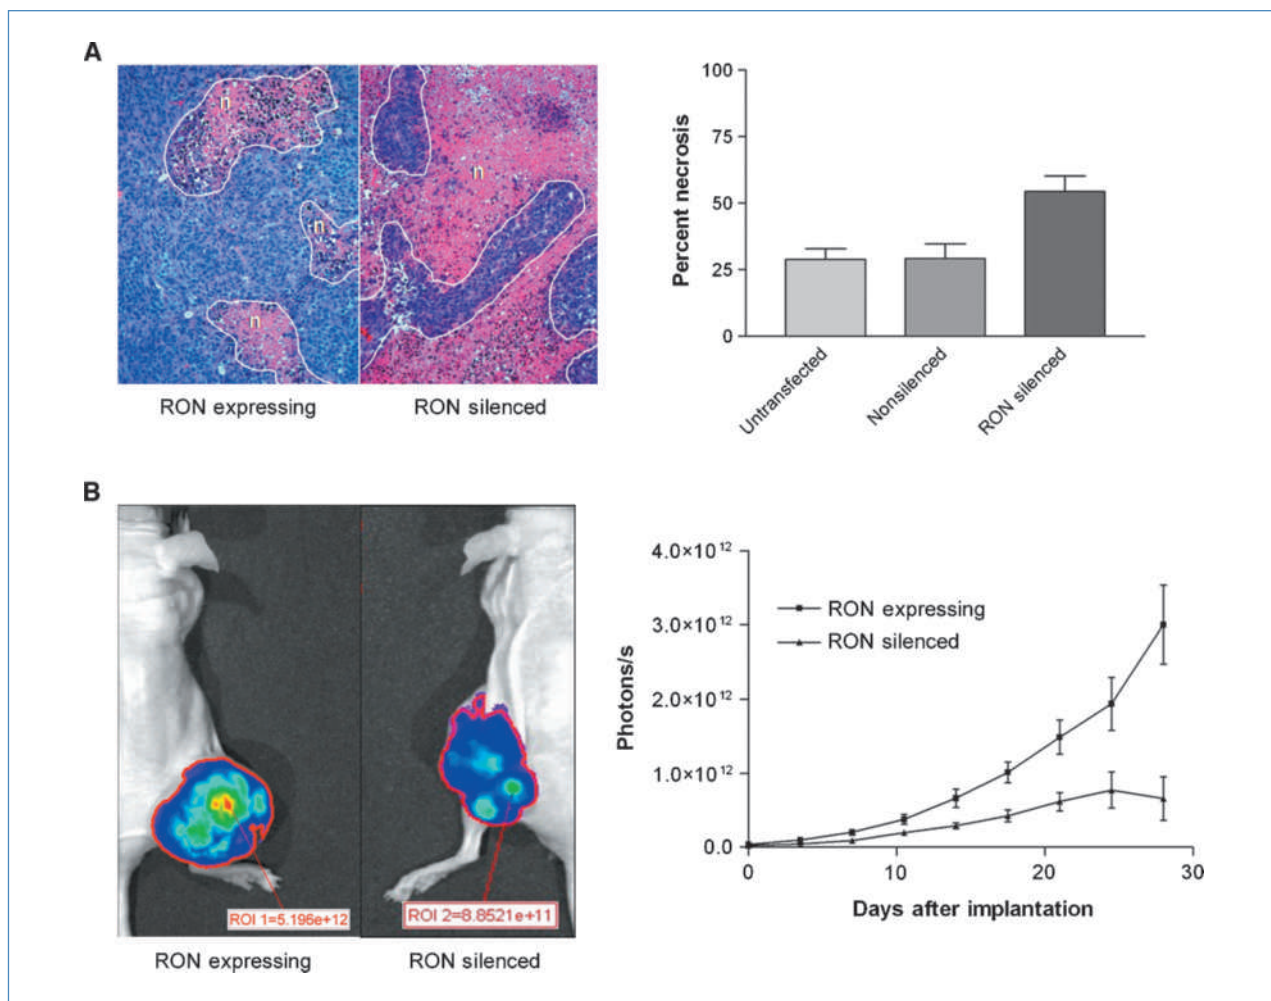 A
n
n
n
n
RON expressing
RON silenced
Percent necrosis
100
75
50
25
0
Untransfected
Nonsilenced
RON silenced
B
ROI 1=5.196e+12
ROI 2=8.8521e+11
RON expressing
RON silenced
Photons/s
4.0×10¹²
3.0×10¹²
2.0×10¹²
1.0×10¹²
0.0
RON expressing
RON silenced
0
10
20
30
Days after implantation